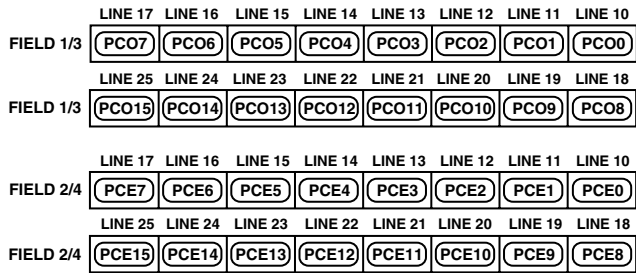 LINE 17 LINE 16 LINE 15 LINE 14 LINE 13 LINE 12 LINE 11 LINE 10
FIELD 1/3 PCO7 PCO6 PCO5 PCO4 PCO3 PCO2 PCO1 PCO0
LINE 25 LINE 24 LINE 23 LINE 22 LINE 21 LINE 20 LINE 19 LINE 18
FIELD 1/3 PCO15 PCO14 PCO13 PCO12 PCO11 PCO10 PCO9 PCO8
LINE 17 LINE 16 LINE 15 LINE 14 LINE 13 LINE 12 LINE 11 LINE 10
FIELD 2/4 PCE7 PCE6 PCE5 PCE4 PCE3 PCE2 PCE1 PCE0
LINE 25 LINE 24 LINE 23 LINE 22 LINE 21 LINE 20 LINE 19 LINE 18
FIELD 2/4 PCE15 PCE14 PCE13 PCE12 PCE11 PCE10 PCE9 PCE8